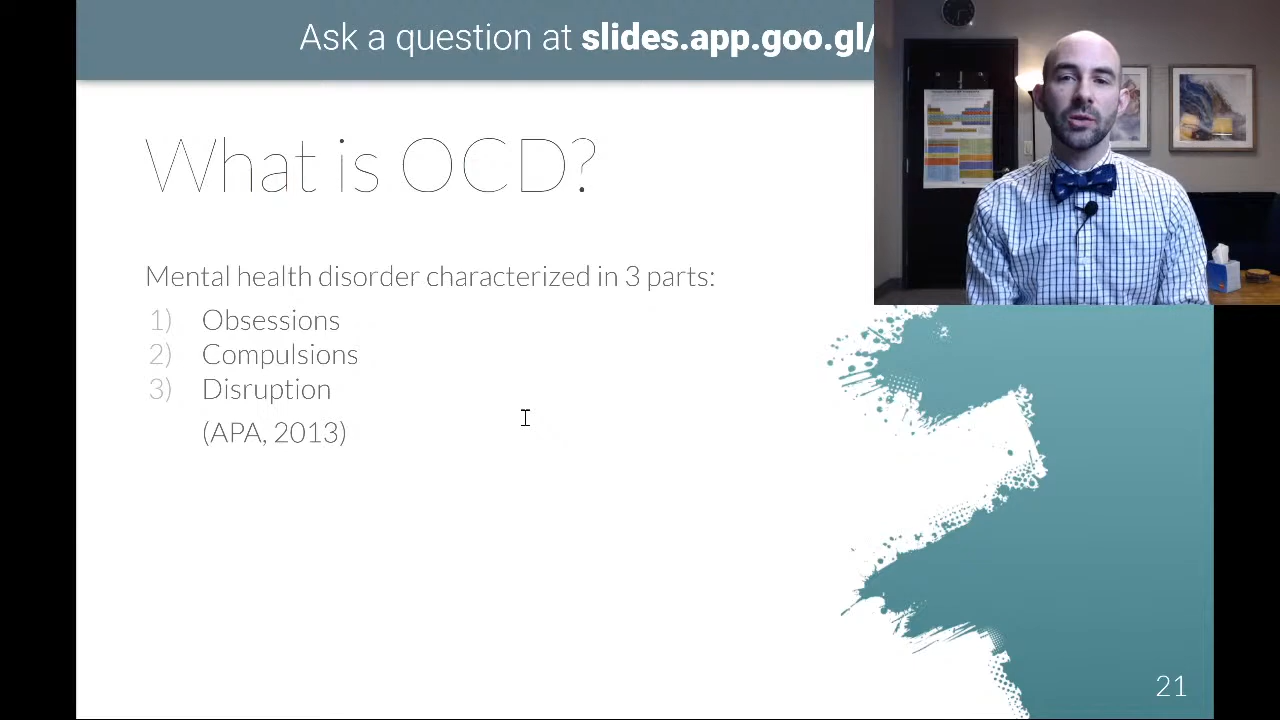 Ask a question at slides.app.goo.gl/
What is OCD?
Mental health disorder characterized in 3 parts:
1) Obsessions
2) Compulsions
3) Disruption
(APA, 2013)
21